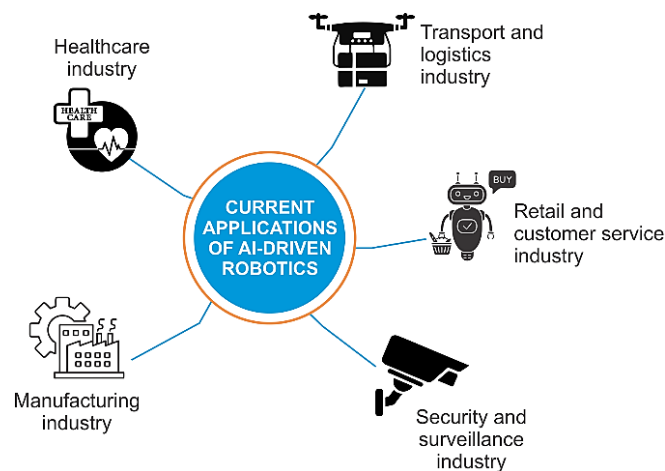 Healthcare
industry
HEALTH
CARE
Transport and
logistics
industry
CURRENT
APPLICATIONS
OF AI-DRIVEN
ROBOTICS
BUY
Retail and
customer service
industry
Manufacturing
industry
Security and
surveillance
industry